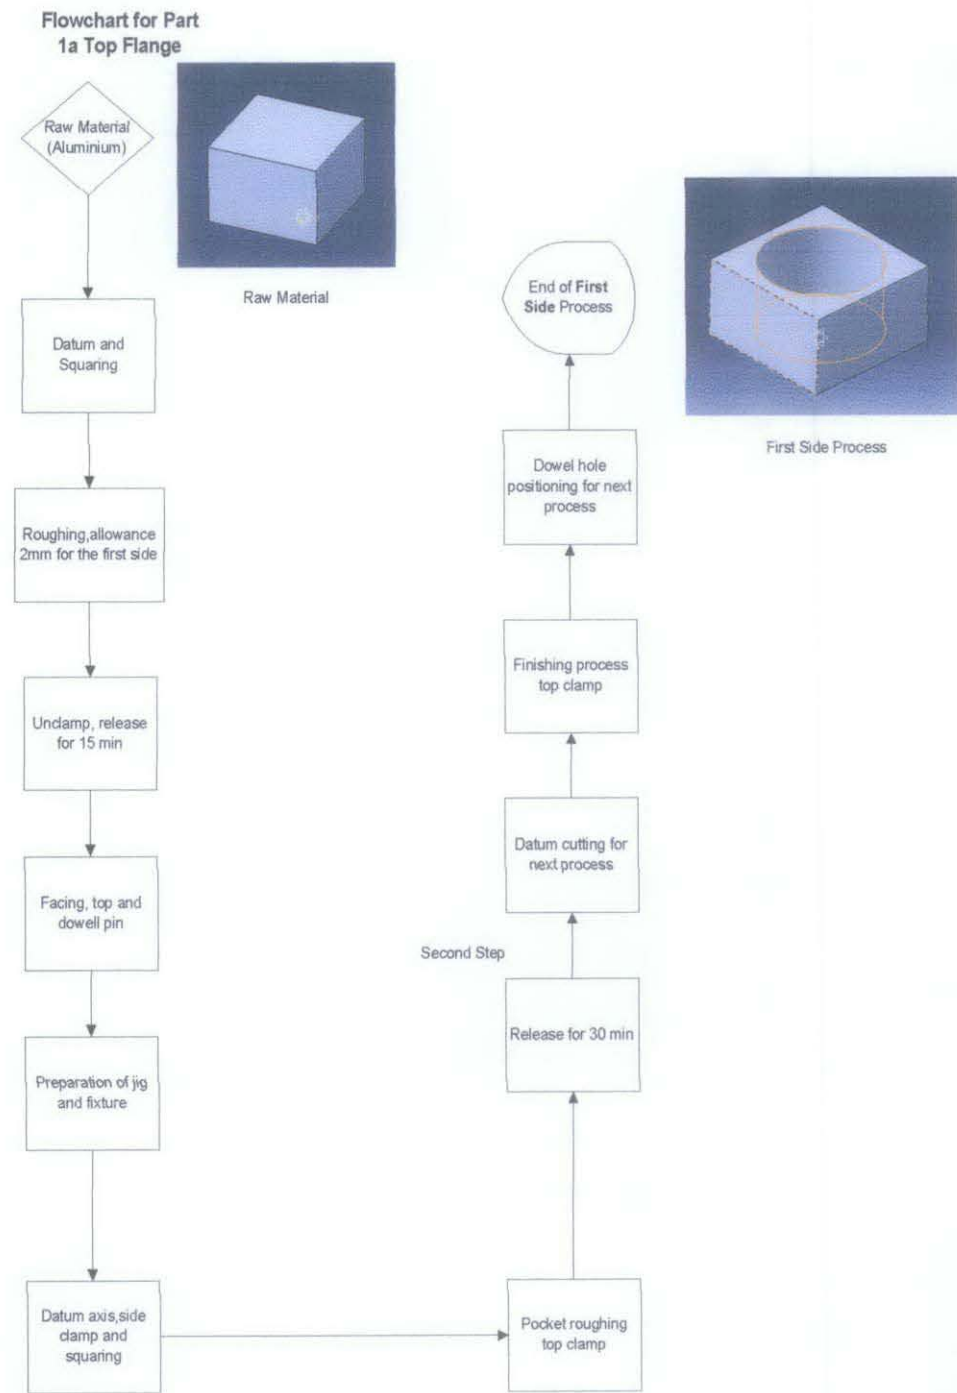 Flowchart for Part
1a Top Flange
Raw Material
(Aluminium)
Raw Material
Datum and
Squaring
Roughing,allowance
2mm for the first side
Unclamp, release
for 15 min
Facing, top and
dowell pin
Preparation of jig
and fixture
Datum axis,side
clamp and
squaring
Pocket roughing
top clamp
Release for 30 min
Second Step
Datum cutting for
next process
Finishing process
top clamp
Dowel hole
positioning for next
process
End of First
Side Process
First Side Process